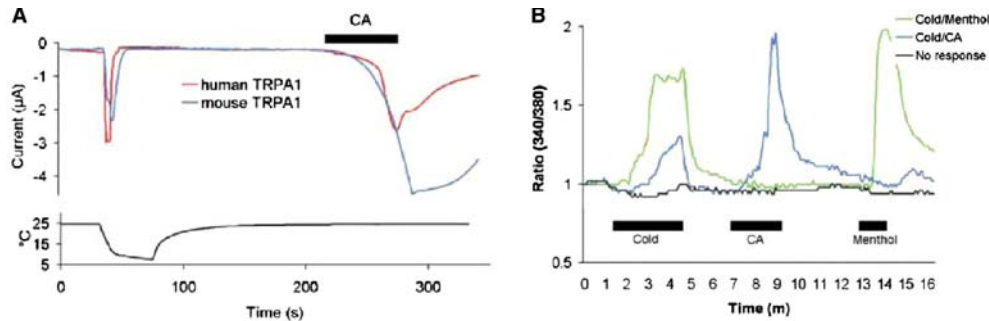 A
CA
0
-1
-2
-3
-4
Current (µA)
human TRPA1
mouse TRPA1
25
15
5
°C
0
100
200
300
Time (s)
B
Cold/Menthol
Cold/CA
No response
2
1.5
1
0.5
Ratio (340/380)
Cold
CA
Menthol
0 1 2 3 4 5 6 7 8 9 10 11 12 13 14 15 16
Time (m)